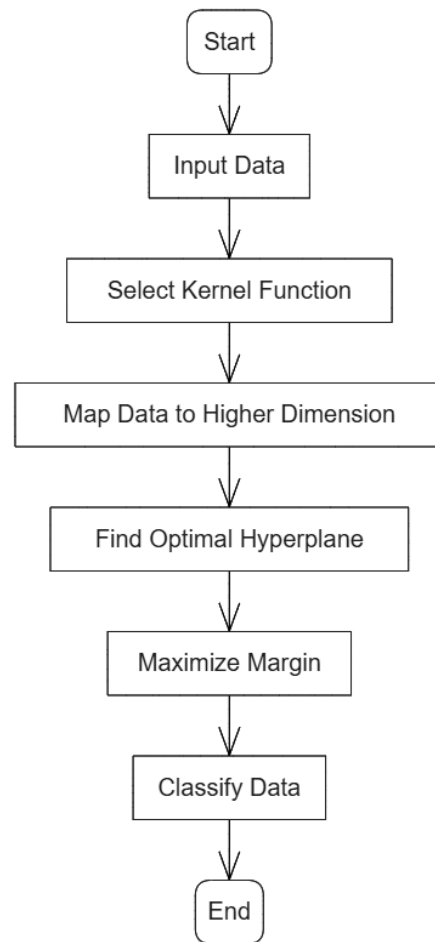 Start
Input Data
Select Kernel Function
Map Data to Higher Dimension
Find Optimal Hyperplane
Maximize Margin
Classify Data
End